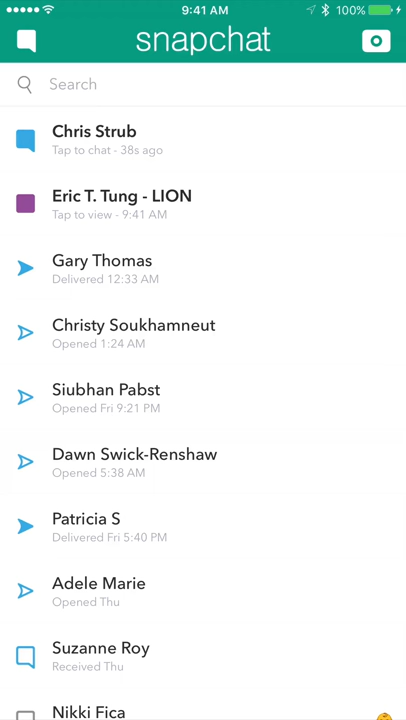 9:41 AM
100%
snapchat
Search
Chris Strub
Tap to chat - 38s ago
Eric T. Tung - LION
Tap to view - 9:41 AM
Gary Thomas
Delivered 12:33 AM
Christy Soukhamneut
Opened 1:24 AM
Siubhan Pabst
Opened Fri 9:21 PM
Dawn Swick-Renshaw
Opened 5:38 AM
Patricia S
Delivered Fri 5:40 PM
Adele Marie
Opened Thu
Suzanne Roy
Received Thu
Nikki Fica